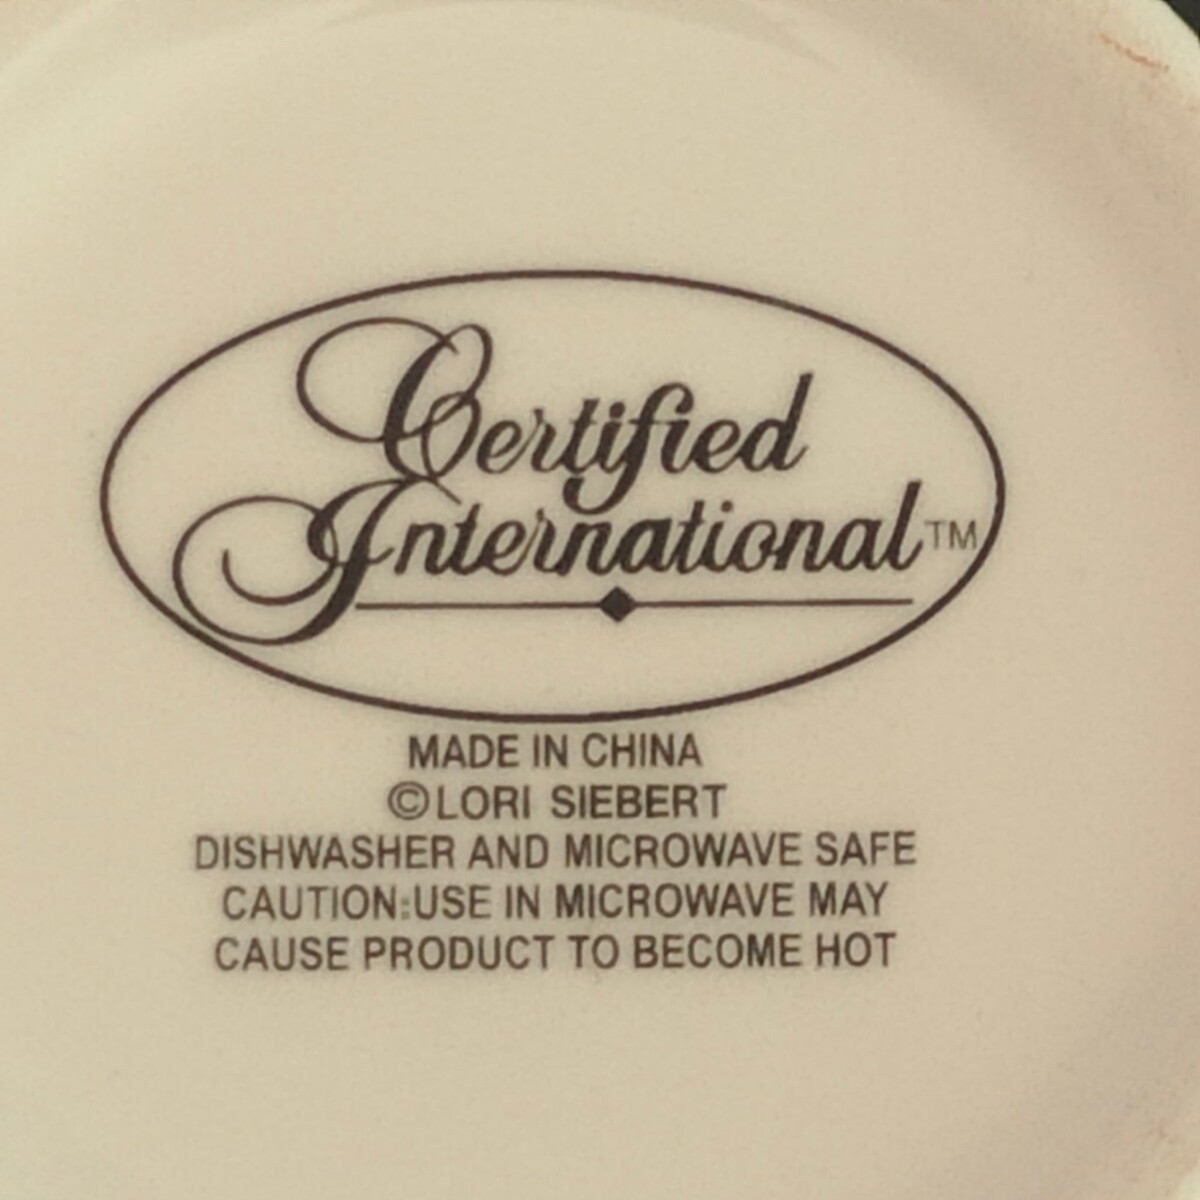 Certified
International™
MADE IN CHINA
©LORI SIEBERT
DISHWASHER AND MICROWAVE SAFE
CAUTION:USE IN MICROWAVE MAY
CAUSE PRODUCT TO BECOME HOT